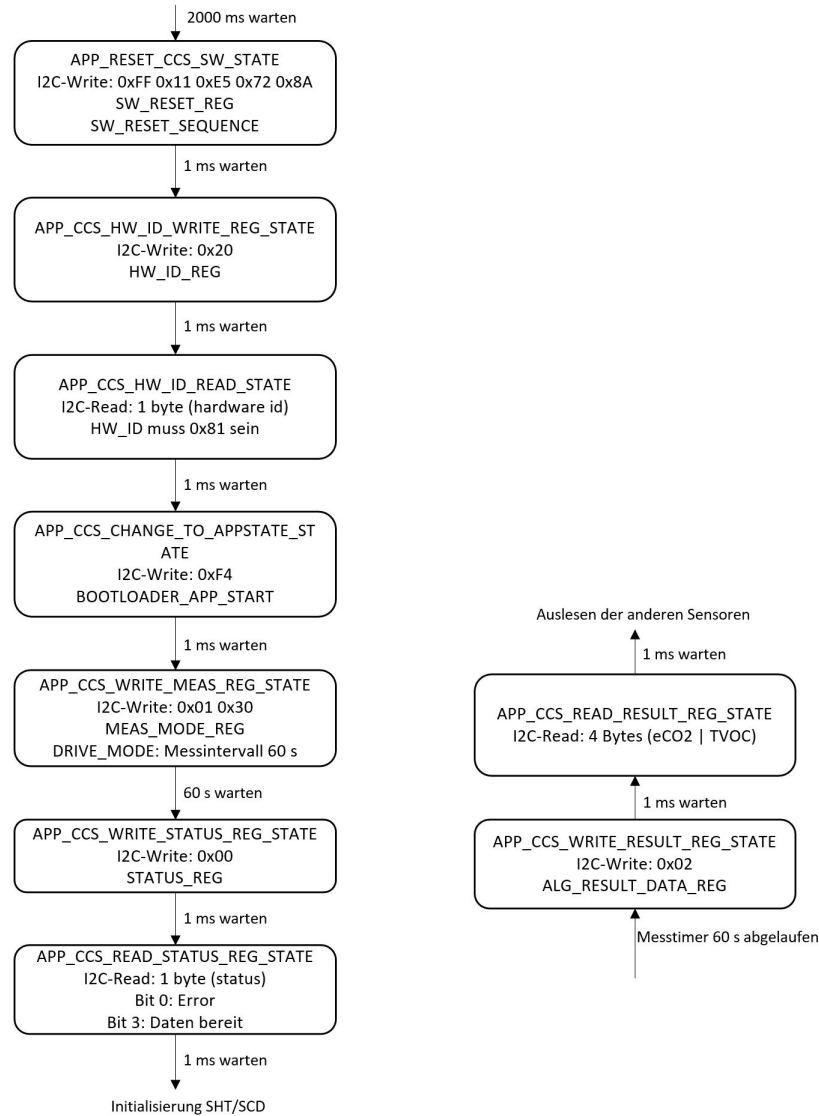 2000 ms warten
APP_RESET_CCS_SW_STATE
I2C-Write: 0xFF 0x11 0xE5 0x72 0x8A
SW_RESET_REG
SW_RESET_SEQUENCE
1 ms warten
APP_CCS_HW_ID_WRITE_REG_STATE
I2C-Write: 0x20
HW_ID_REG
1 ms warten
APP_CCS_HW_ID_READ_STATE
I2C-Read: 1 byte (hardware id)
HW_ID muss 0x81 sein
1 ms warten
APP_CCS_CHANGE_TO_APPSTATE_ST
ATE
I2C-Write: 0xF4
BOOTLOADER_APP_START
1 ms warten
APP_CCS_WRITE_MEAS_REG_STATE
I2C-Write: 0x01 0x30
MEAS_MODE_REG
DRIVE_MODE: Messintervall 60 s
60 s warten
APP_CCS_WRITE_STATUS_REG_STATE
I2C-Write: 0x00
STATUS_REG
1 ms warten
APP_CCS_READ_STATUS_REG_STATE
I2C-Read: 1 byte (status)
Bit 0: Error
Bit 3: Daten bereit
1 ms warten
Initialisierung SHT/SCD
Auslesen der anderen Sensoren
1 ms warten
APP_CCS_READ_RESULT_REG_STATE
I2C-Read: 4 Bytes (eCO2 | TVOC)
1 ms warten
APP_CCS_WRITE_RESULT_REG_STATE
I2C-Write: 0x02
ALG_RESULT_DATA_REG
Messtimer 60 s abgelaufen